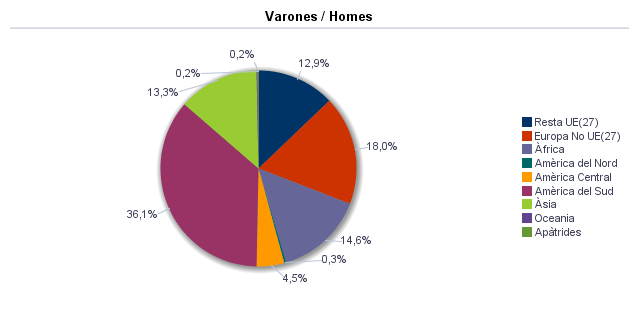 Varones / Homes
0,2%
12,9%
0,2%
13,3%
18,0%
36,1%
14,6%
0,3%
4,5%
Resta UE(27)
Europa No UE(27)
Àfrica
Amèrica del Nord
Amèrica Central
Amèrica del Sud
Àsia
Oceania
Apàtrides